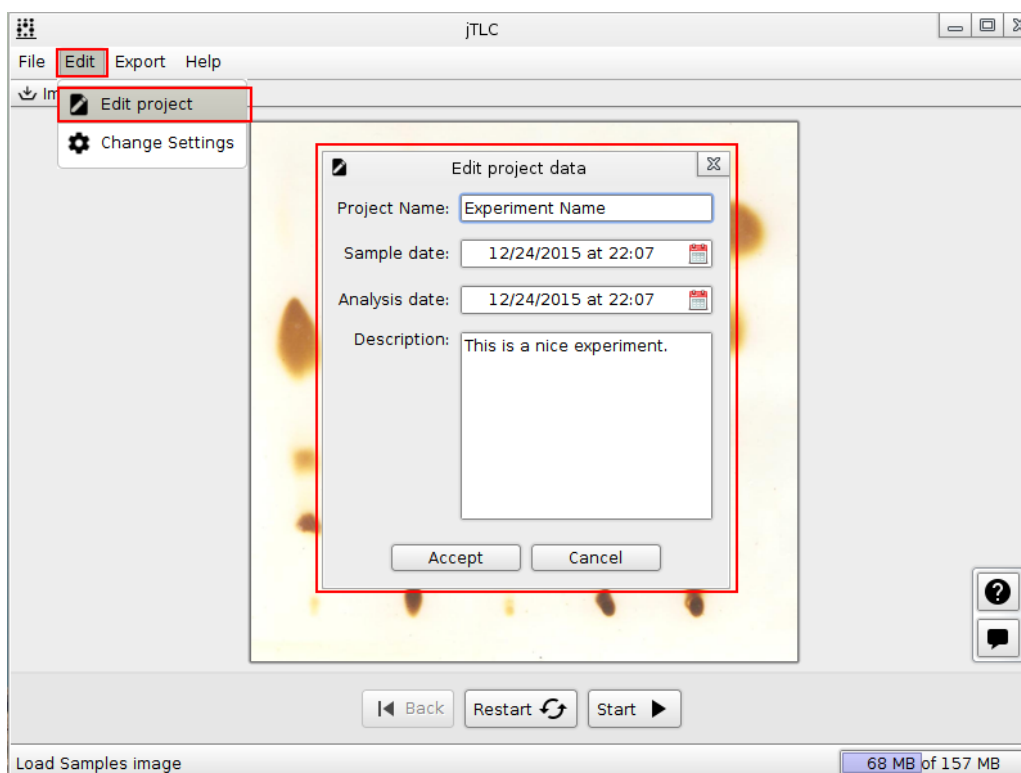 jTLC
File Edit Export Help
Im
Edit project
Change Settings
Edit project data
Project Name: Experiment Name
Sample date: 12/24/2015 at 22:07
Analysis date: 12/24/2015 at 22:07
Description: This is a nice experiment.
Accept Cancel
Back Restart Start
Load Samples image 68 MB of 157 MB